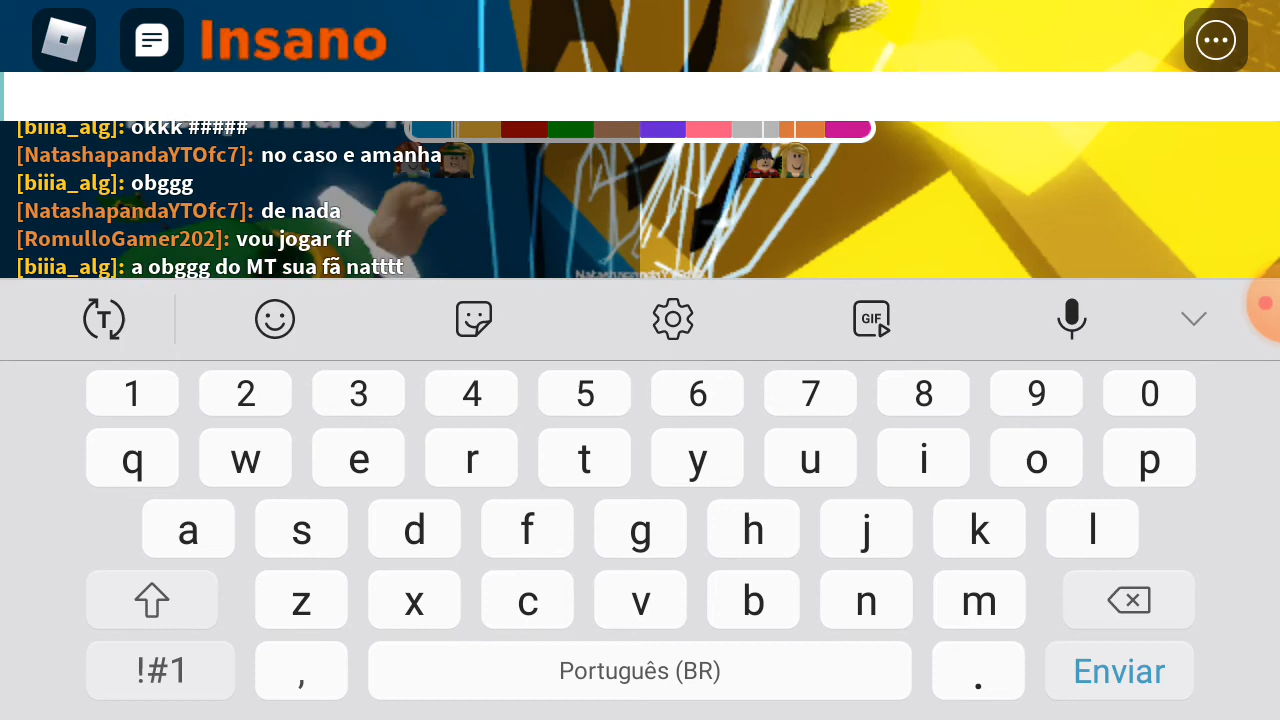 Insano
[biiia_alg]: okkk #####
[NatashapandaYTOfc7]: no caso e amanha
[biiia_alg]: obggg
[NatashapandaYTOfc7]: de nada
[RomulloGamer202]: vou jogar ff
[biiia_alg]: a obggg do MT sua fã natttt
T
GIF
1 2 3 4 5 6 7 8 9 0
q w e r t y u i o p
a s d f g h j k l
z x c v b n m
!#1 , Português (BR) . Enviar